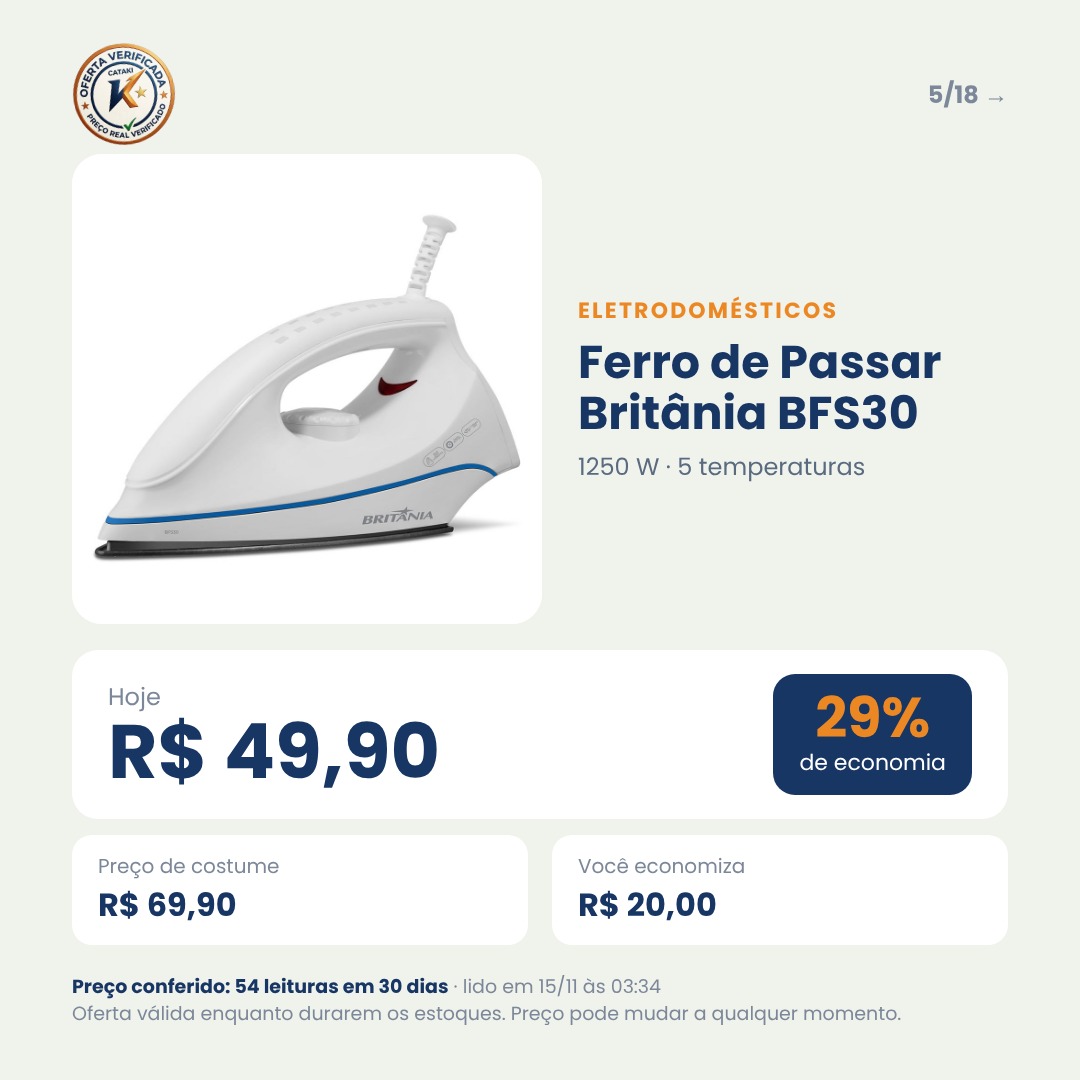 OFERTA VERIFICADA
CATAKI
K
PREÇO REAL VERIFICADO
5/18 →
BRITÂNIA
ELETRODOMÉSTICOS
Ferro de Passar
Britânia BFS30
1250 W · 5 temperaturas
Hoje
R$ 49,90
29%
de economia
Preço de costume
R$ 69,90
Você economiza
R$ 20,00
Preço conferido: 54 leituras em 30 dias · lido em 15/11 às 03:34
Oferta válida enquanto durarem os estoques. Preço pode mudar a qualquer momento.